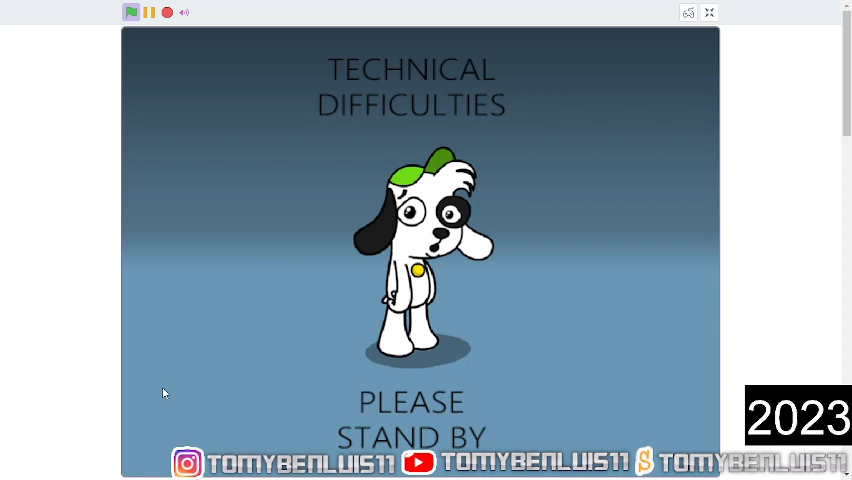 TECHNICAL
DIFFICULTIES
PLEASE
STAND BY
2023
TOMYBENLUIS11 TOMYBENLUIS11 TOMYBENLUIS11